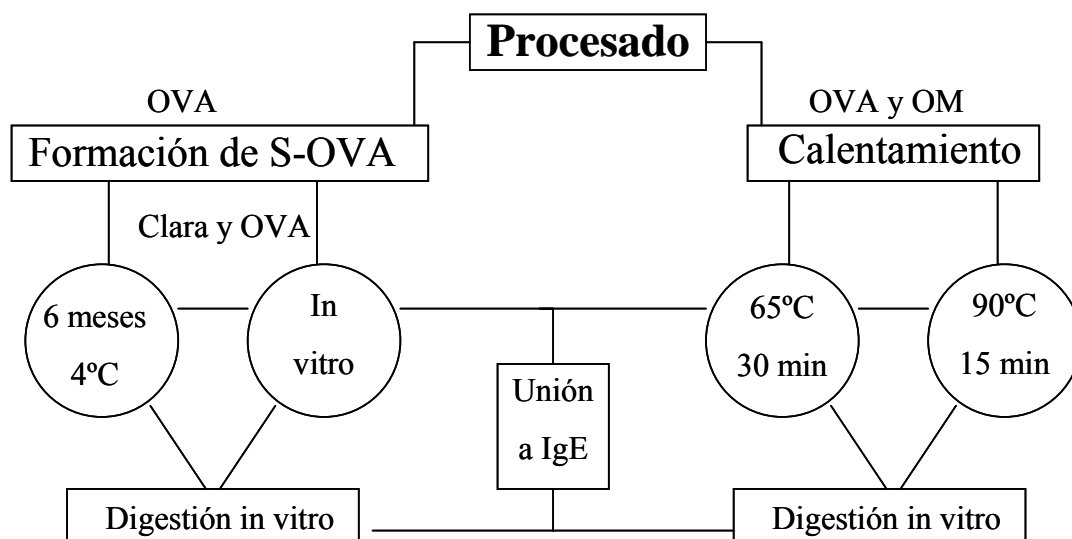 Procesado
OVA
OVA y OM
Formación de S-OVA
Calentamiento
Clara y OVA
6 meses
4ºC
In
vitro
65ºC
30 min
90ºC
15 min
Unión
a IgE
Digestión in vitro
Digestión in vitro